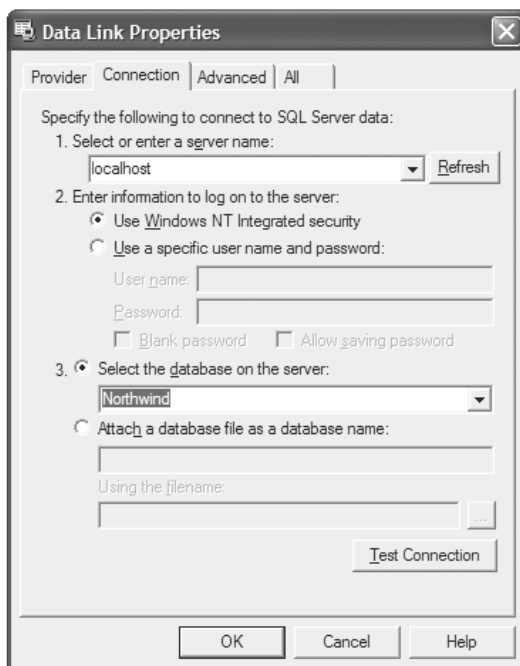 Data Link Properties
Provider Connection Advanced All
Specify the following to connect to SQL Server data:
1. Select or enter a server name:
localhost Refresh
2. Enter information to log on to the server:
Use Windows NT Integrated security
Use a specific user name and password:
User name:
Password:
Blank password Allow saving password
3. Select the database on the server:
Northwind
Attach a database file as a database name:
Using the filename:
...
Test Connection
OK Cancel Help